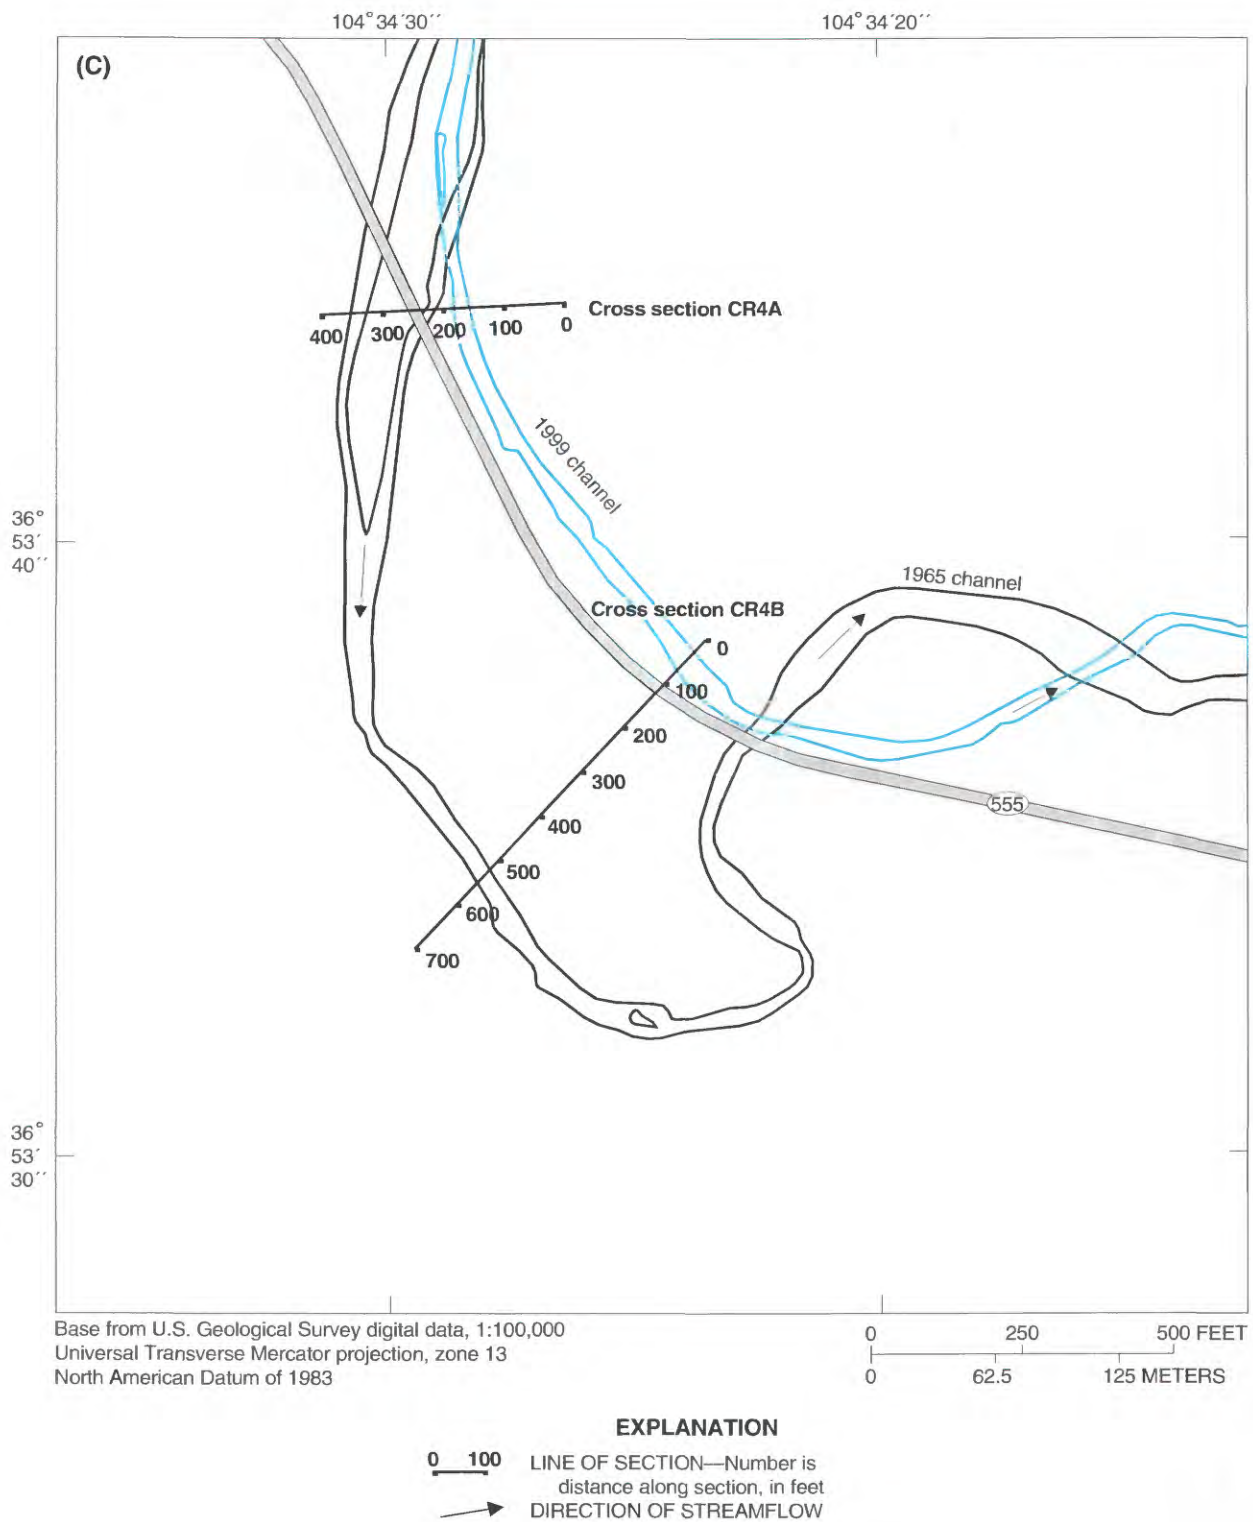 104°34′30′′ 104°34′20′′
(C)
Cross section CR4A
400 300 200 100 0
1999 channel
36°
53′
40′′
1965 channel
Cross section CR4B
0
100
200
300
400
500
600
700
555
36°
53′
30′′
Base from U.S. Geological Survey digital data, 1:100,000
Universal Transverse Mercator projection, zone 13
North American Datum of 1983
0 250 500 FEET
0 62.5 125 METERS
EXPLANATION
0 100 LINE OF SECTION—Number is
distance along section, in feet
DIRECTION OF STREAMFLOW